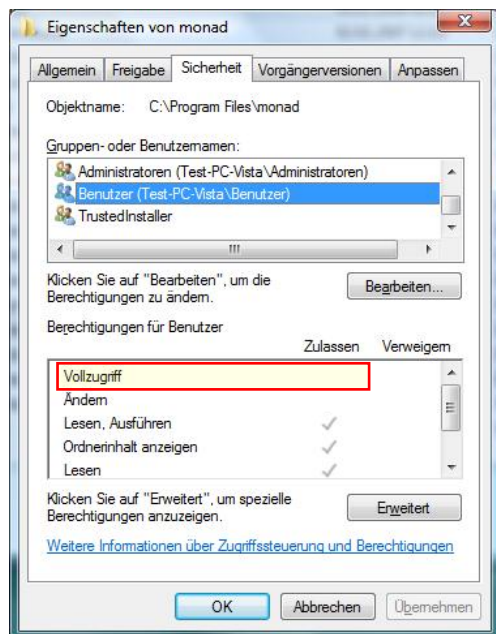 Eigenschaften von monad
Allgemein Freigabe Sicherheit Vorgängerversionen Anpassen
Objektname: C:\Program Files\monad
Gruppen- oder Benutzernamen:
Administratoren (Test-PC-Vista\Administratoren)
Benutzer (Test-PC-Vista\Benutzer)
TrustedInstaller
Klicken Sie auf "Bearbeiten", um die
Berechtigungen zu ändern.
Bearbeiten...
Berechtigungen für Benutzer
Zulassen Verweigern
Vollzugriff
Ändern
Lesen, Ausführen
Ordnerinhalt anzeigen
Lesen
Klicken Sie auf "Erweitert", um spezielle
Berechtigungen anzuzeigen.
Erweitert
Weitere Informationen über Zugriffssteuerung und Berechtigungen
OK Abbrechen Übernehmen